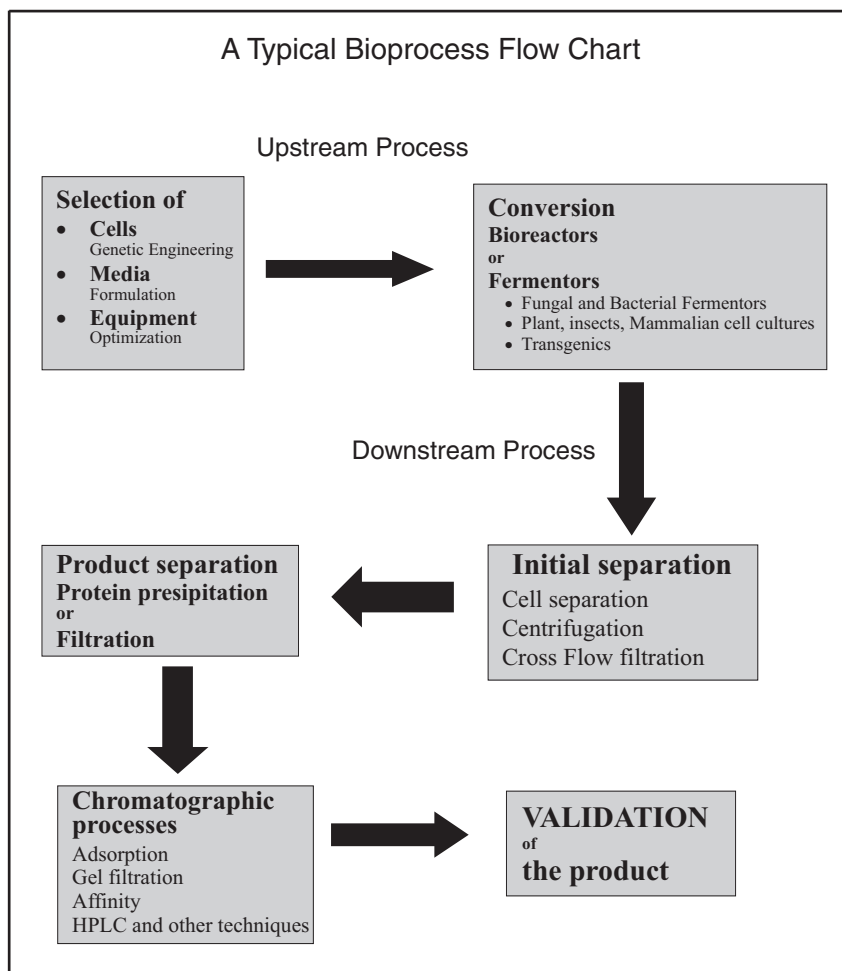 A Typical Bioprocess Flow Chart
Upstream Process
Selection of
• Cells
Genetic Engineering
• Media
Formulation
• Equipment
Optimization
Conversion
Bioreactors
or
Fermentors
• Fungal and Bacterial Fermentors
• Plant, insects, Mammalian cell cultures
• Transgenics
Downstream Process
Initial separation
Cell separation
Centrifugation
Cross Flow filtration
Product separation
Protein presipitation
or
Filtration
Chromatographic
processes
Adsorption
Gel filtration
Affinity
HPLC and other techniques
VALIDATION
of
the product